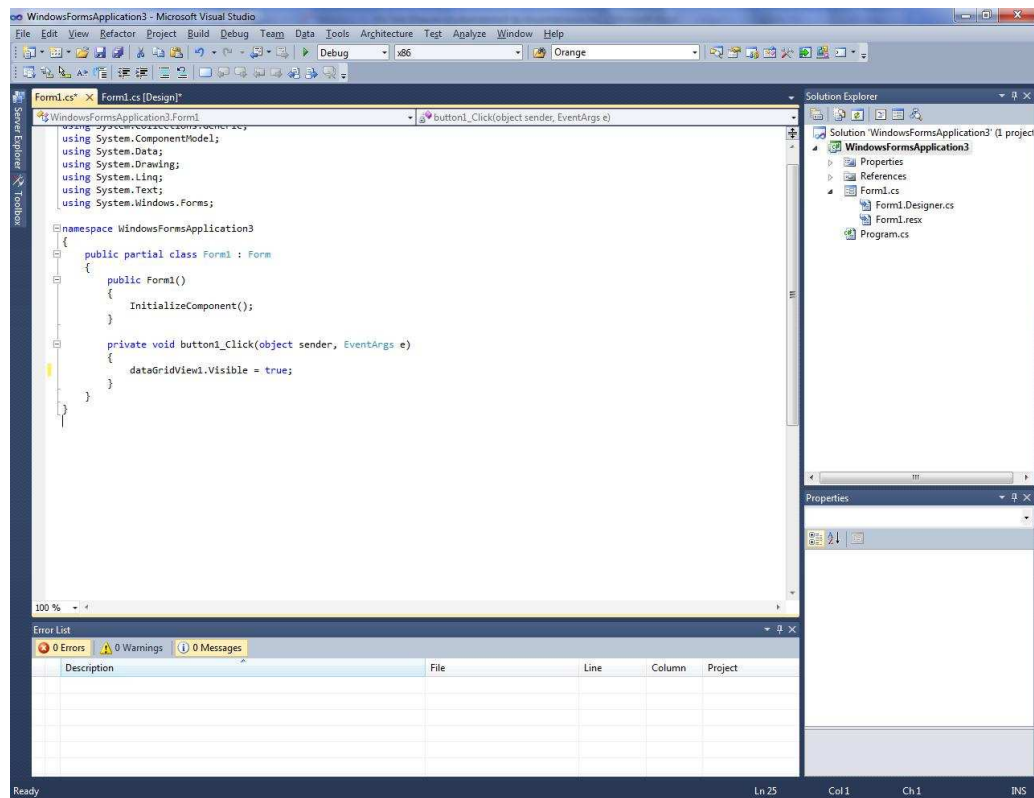 WindowsFormsApplication3 - Microsoft Visual Studio
File Edit View Refactor Project Build Debug Team Data Tools Architecture Test Analyze Window Help
Debug x86 Orange
Server Explorer
Toolbox
Form1.cs* Form1.cs [Design]*
WindowsFormsApplication3.Form1 button1_Click(object sender, EventArgs e)
using System.Collections.Generic;
using System.ComponentModel;
using System.Data;
using System.Drawing;
using System.Linq;
using System.Text;
using System.Windows.Forms;
namespace WindowsFormsApplication3
{
public partial class Form1 : Form
{
public Form1()
{
InitializeComponent();
}
private void button1_Click(object sender, EventArgs e)
{
dataGridView1.Visible = true;
}
}
}
100 %
Solution Explorer
Solution 'WindowsFormsApplication3' (1 project
WindowsFormsApplication3
Properties
References
Form1.cs
Form1.Designer.cs
Form1.resx
Program.cs
Properties
Error List
0 Errors 0 Warnings 0 Messages
Description File Line Column Project
Ready Ln 25 Col 1 Ch 1 INS